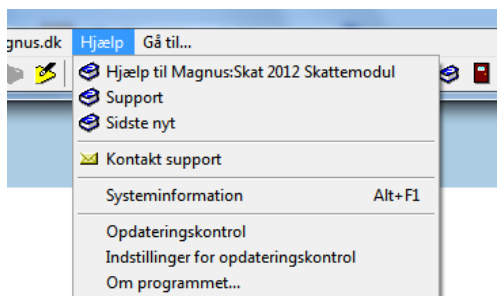 gnus.dk Hjælp Gå til...
Hjælp til Magnus:Skat 2012 Skattemodul
Support
Sidste nyt
Kontakt support
Systeminformation Alt+F1
Opdateringskontrol
Indstillinger for opdateringskontrol
Om programmet...